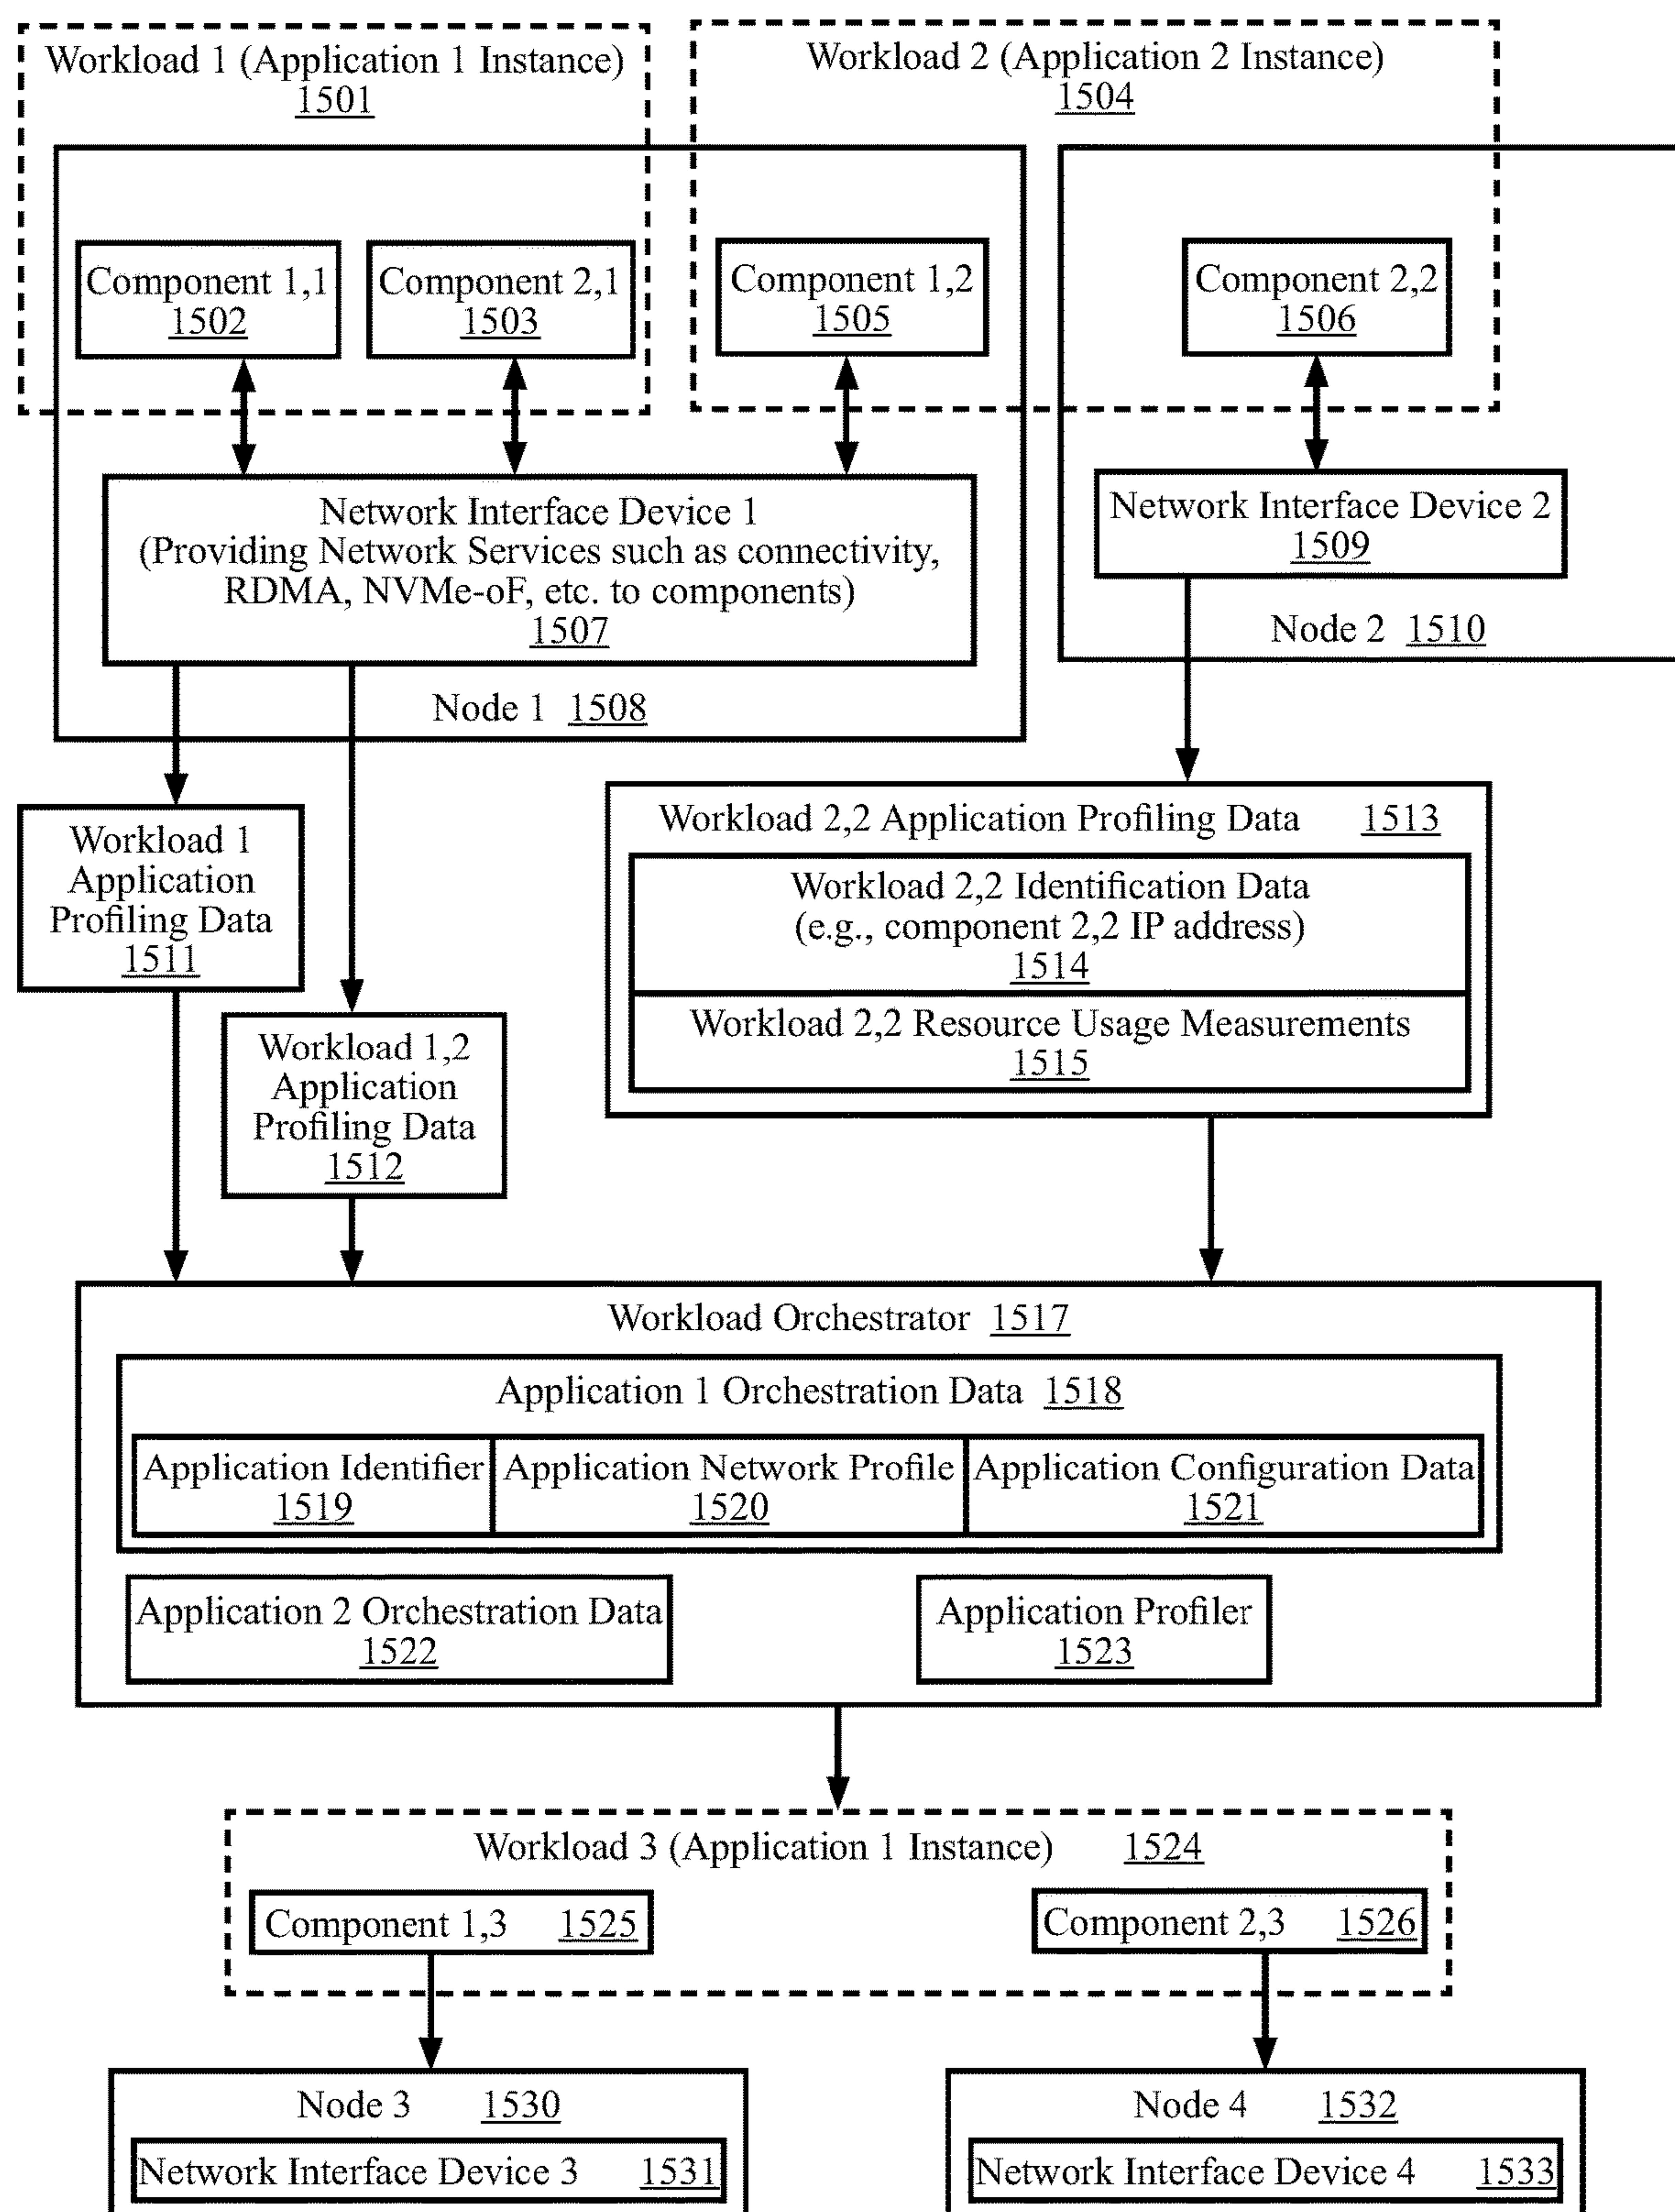 Workload 1 (Application 1 Instance)
1501
Workload 2 (Application 2 Instance)
1504
Component 1,1
1502
Component 2,1
1503
Component 1,2
1505
Component 2,2
1506
Network Interface Device 1
(Providing Network Services such as connectivity,
RDMA, NVMe-oF, etc. to components)
1507
Node 1 1508
Network Interface Device 2
1509
Node 2 1510
Workload 1
Application
Profiling Data
1511
Workload 1,2
Application
Profiling Data
1512
Workload 2,2 Application Profiling Data 1513
Workload 2,2 Identification Data
(e.g., component 2,2 IP address)
1514
Workload 2,2 Resource Usage Measurements
1515
Workload Orchestrator 1517
Application 1 Orchestration Data 1518
Application Identifier
1519
Application Network Profile
1520
Application Configuration Data
1521
Application 2 Orchestration Data
1522
Application Profiler
1523
Workload 3 (Application 1 Instance) 1524
Component 1,3 1525
Component 2,3 1526
Node 3 1530
Network Interface Device 3 1531
Node 4 1532
Network Interface Device 4 1533